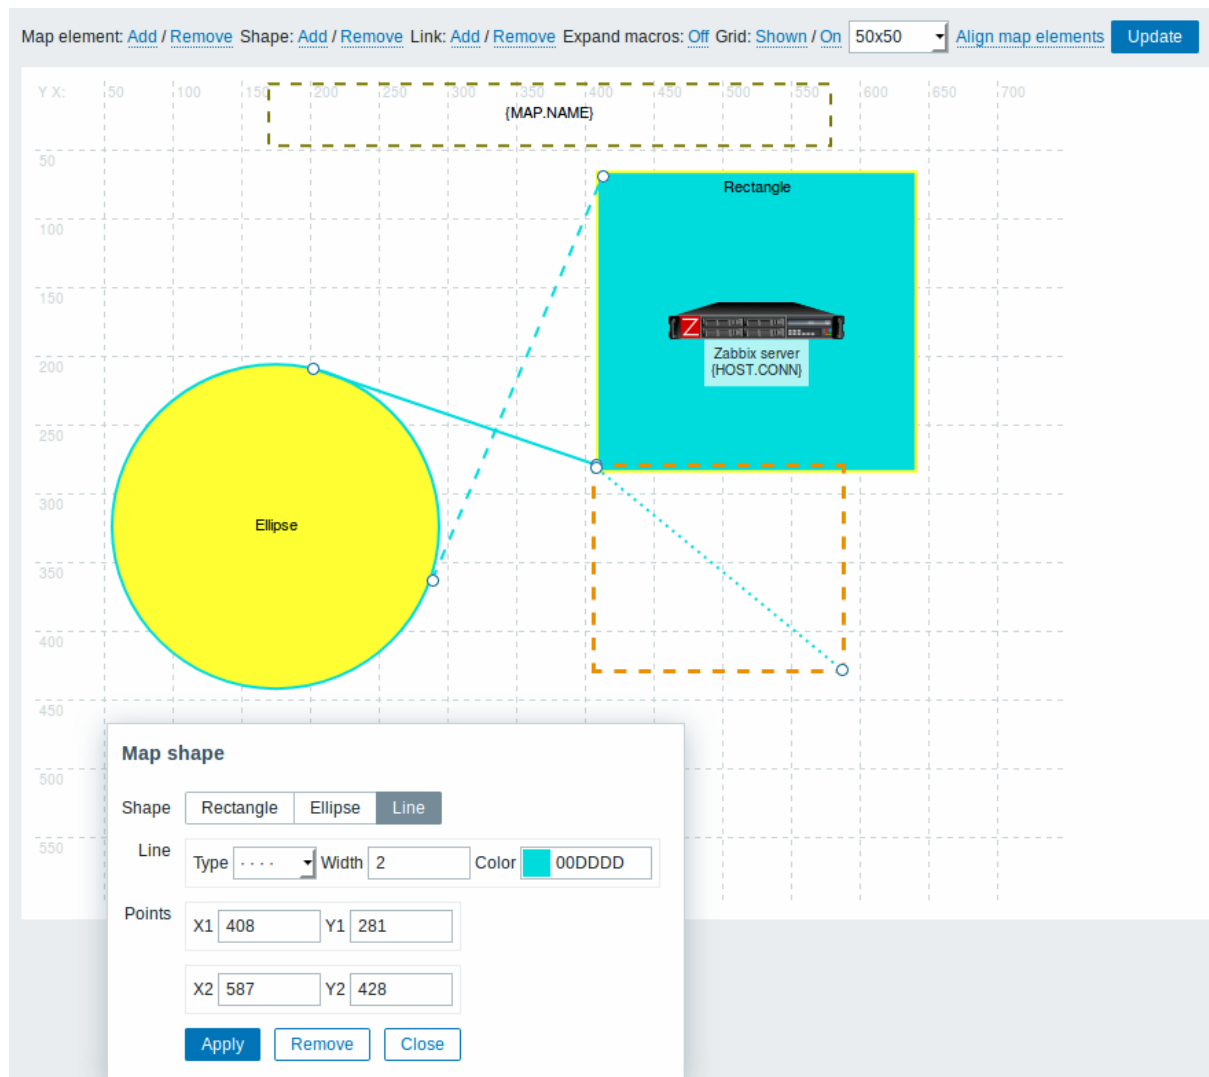 Map element: Add / Remove Shape: Add / Remove Link: Add / Remove Expand macros: Off Grid: Shown / On 50x50 Align map elements Update
Y X: 50 100 150 200 250 300 350 400 450 500 550 600 650 700
{MAP.NAME}
50
Rectangle
100
150
Z
Zabbix server
{HOST.CONN}
200
250
300
Ellipse
350
400
450
500
550
Map shape
Shape Rectangle Ellipse Line
Line Type Width 2 Color 00DDDD
Points X1 408 Y1 281
X2 587 Y2 428
Apply Remove Close